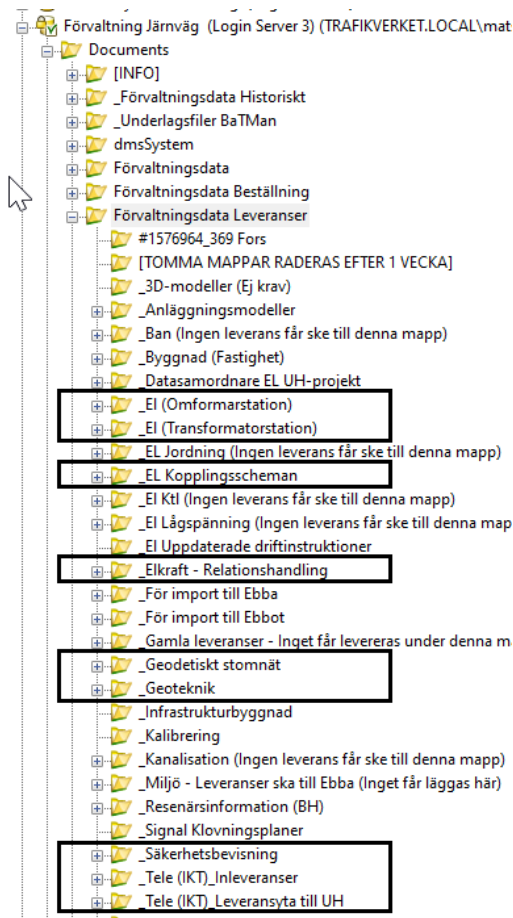 Förvaltning Järnväg (Login Server 3) (TRAFIKVERKET.LOCAL\mat
Documents
[INFO]
_Förvaltningsdata Historiskt
_Underlagsfiler BaTMan
dmsSystem
Förvaltningsdata
Förvaltningsdata Beställning
Förvaltningsdata Leveranser
#1576964_369 Fors
[TOMMA MAPPAR RADERAS EFTER 1 VECKA]
_3D-modeller (Ej krav)
_Anläggningsmodeller
_Ban (Ingen leverans får ske till denna mapp)
_Byggnad (Fastighet)
_Datasamordnare EL UH-projekt
_El (Omformarstation)
_El (Transformatorstation)
_EL Jordning (Ingen leverans får ske till denna mapp)
_EL Kopplingsscheman
_El Ktl (Ingen leverans får ske till denna mapp)
_El Lågspänning (Ingen leverans får ske till denna map
_El Uppdaterade driftinstruktioner
_Elkraft - Relationshandling
_För import till Ebba
_För import till Ebbot
_Gamla leveranser - Inget får levereras under denna m
_Geodetiskt stomnät
_Geoteknik
_Infrastrukturbyggnad
_Kalibrering
_Kanalisation (Ingen leverans får ske till denna mapp)
_Miljö - Leveranser ska till Ebba (Inget får läggas här)
_Resenärsinformation (BH)
_Signal Klovningsplaner
_Säkerhetsbevisning
_Tele (IKT)_Inleveranser
_Tele (IKT)_Leveransyta till UH